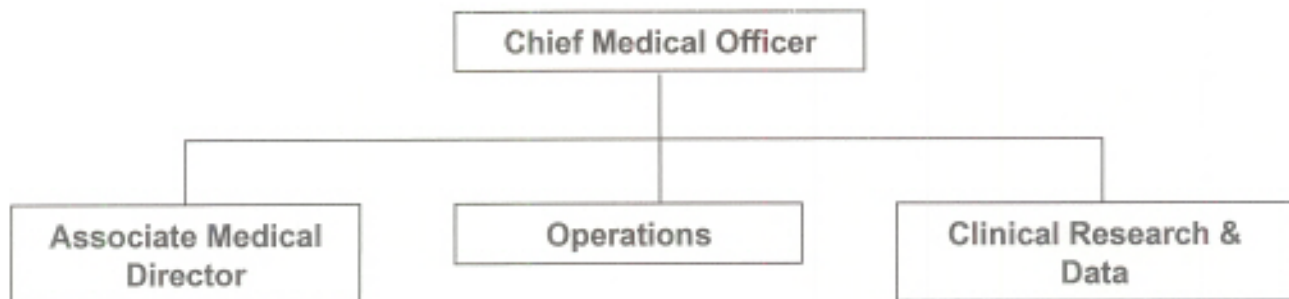 Chief Medical Officer
Associate Medical
Director
Operations
Clinical Research &
Data